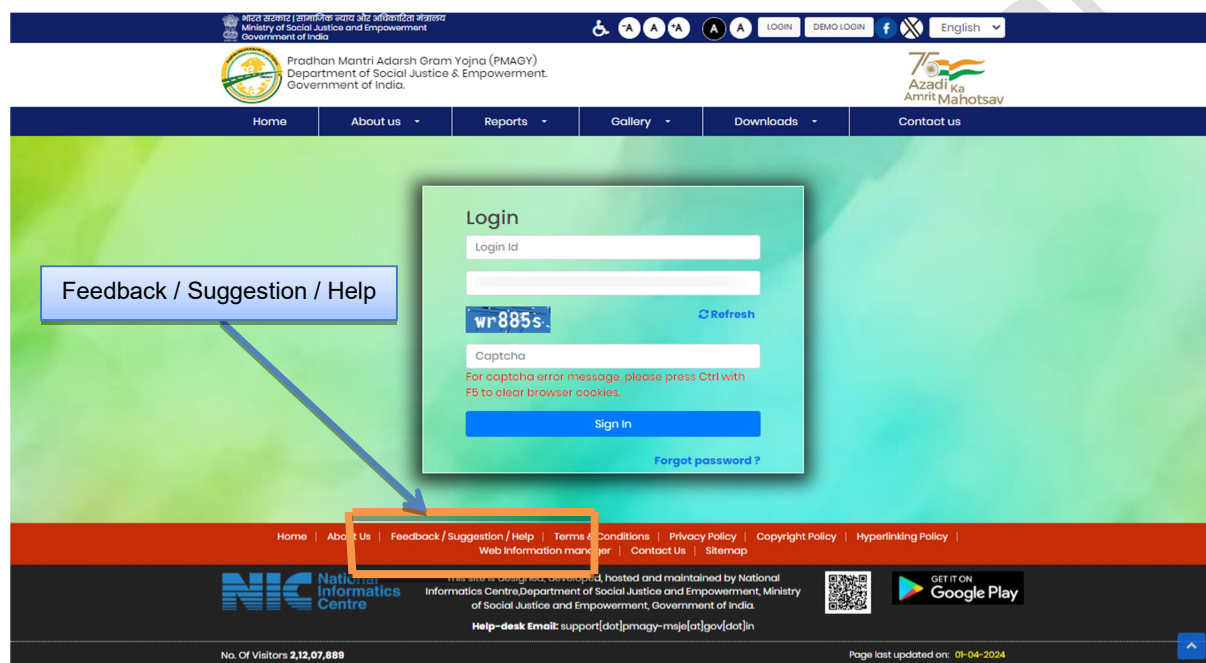 भारत सरकार | सामाजिक न्याय और अधिकारिता मंत्रालय
Ministry of Social Justice and Empowerment
Government of India
-A A +A A A LOGIN DEMO LOGIN f X English
Pradhan Mantri Adarsh Gram Yojna (PMAGY)
Department of Social Justice & Empowerment.
Government of India.
75
Azadi Ka
Amrit Mahotsav
Home About us Reports Gallery Downloads Contact us
Login
Login Id
wr885s
Refresh
Captcha
For captcha error message, please press Ctrl with
F5 to clear browser cookies.
Sign In
Forgot password ?
Feedback / Suggestion / Help
Home | About Us | Feedback / Suggestion / Help | Terms & Conditions | Privacy Policy | Copyright Policy | Hyperlinking Policy |
Web Information manager | Contact Us | Sitemap
NIC National
Informatics
Centre
This site is designed, developed, hosted and maintained by National
Informatics Centre,Department of Social Justice and Empowerment, Ministry
of Social Justice and Empowerment, Government of India.
Help-desk Email: support[dot]pmagy-msje[at]gov[dot]in
GET IT ON
Google Play
No. Of Visitors 2,12,07,889
Page last updated on: 01-04-2024